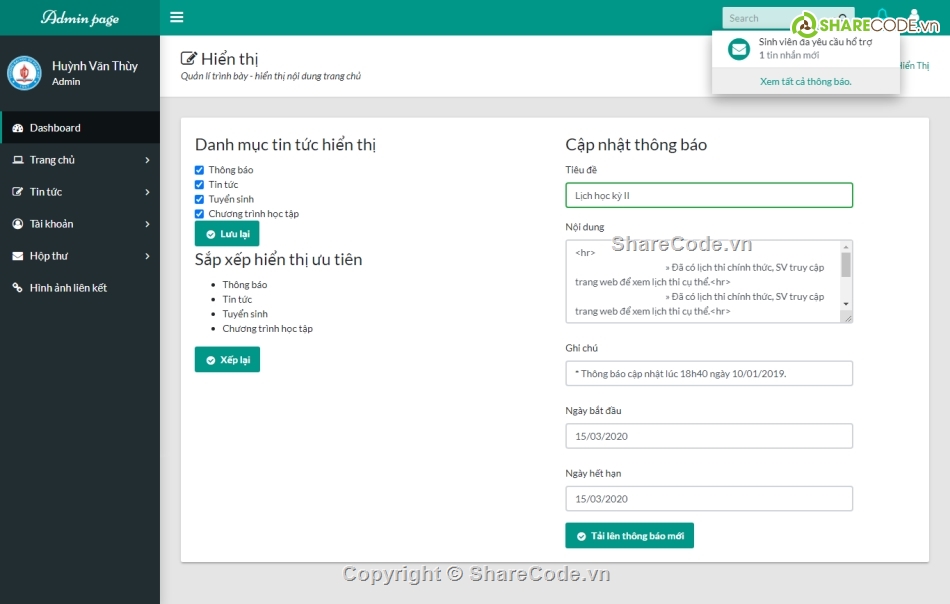 Admin page
Search
SHARECODE.vn
Huỳnh Văn Thùy
Admin
Dashboard
Trang chủ
Tin tức
Tài khoản
Hộp thư
Hình ảnh liên kết
Hiển thị
Quản lí trình bày - hiển thị nội dung trang chủ
Sinh viên đã yêu cầu hổ trợ
1 tin nhắn mới
Xem tất cả thông báo.
Hiển Thị
Danh mục tin tức hiển thị
Thông báo
Tin tức
Tuyển sinh
Chương trình học tập
Lưu lại
Sắp xếp hiển thị ưu tiên
Thông báo
Tin tức
Tuyển sinh
Chương trình học tập
Xếp lại
Cập nhật thông báo
Tiêu đề
Lịch học kỳ II
Nội dung
ShareCode.vn
<hr>
» Đã có lịch thi chính thức, SV truy cập
trang web để xem lịch thi cụ thể.<hr>
» Đã có lịch thi chính thức, SV truy cập
trang web để xem lịch thi cụ thể.<hr>
Ghi chú
* Thông báo cập nhật lúc 18h40 ngày 10/01/2019.
Ngày bắt đầu
15/03/2020
Ngày hết hạn
15/03/2020
Tải lên thông báo mới
Copyright © ShareCode.vn